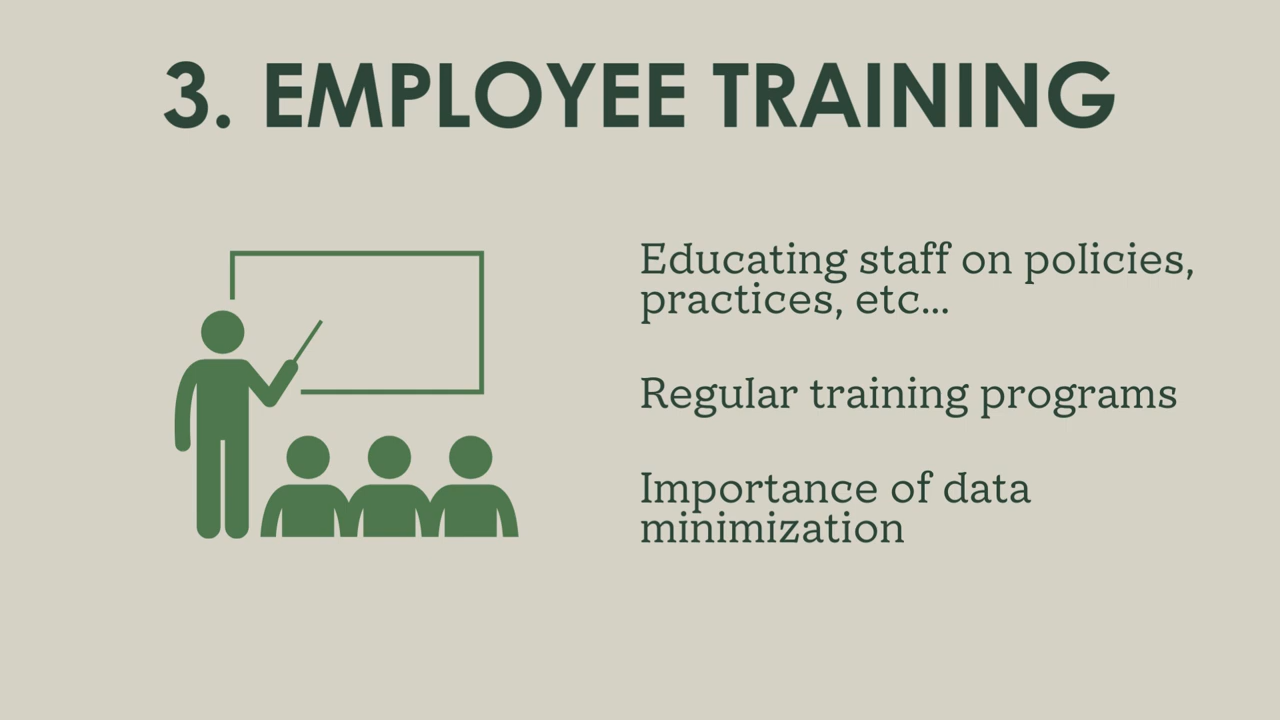 3. EMPLOYEE TRAINING
Educating staff on policies,
practices, etc...
Regular training programs
Importance of data
minimization